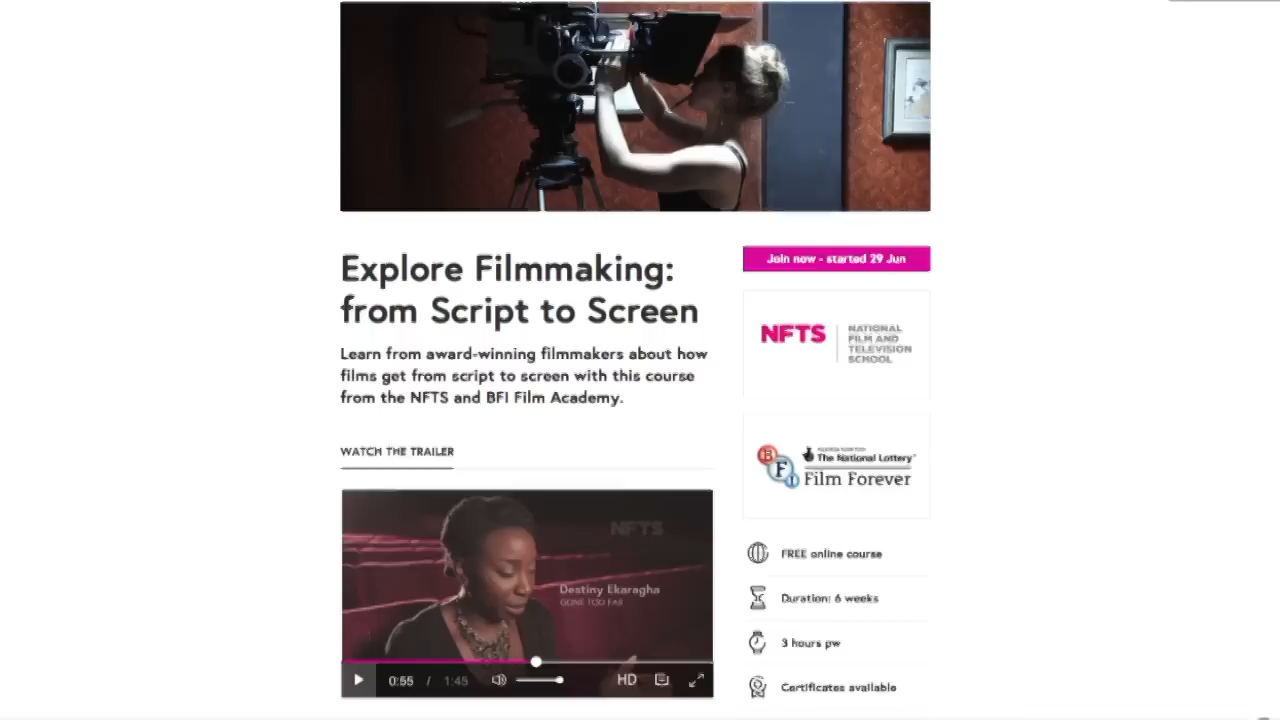 Explore Filmmaking:
from Script to Screen
Learn from award-winning filmmakers about how
films get from script to screen with this course
from the NFTS and BFI Film Academy.
WATCH THE TRAILER
NFTS
Destiny Ekaragha
GONE TOO FAR
0:55 / 1:45
HD
Join now - started 29 Jun
NFTS
NATIONAL
FILM AND
TELEVISION
SCHOOL
BFI
The National Lottery
Film Forever
FREE online course
Duration: 6 weeks
3 hours pw
Certificates available